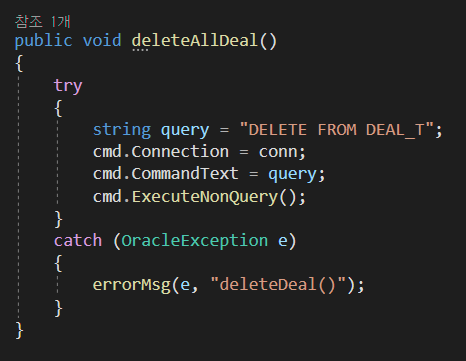 참조 1개
public void deleteAllDeal()
{
    try
    {
        string query = "DELETE FROM DEAL_T";
        cmd.Connection = conn;
        cmd.CommandText = query;
        cmd.ExecuteNonQuery();
    }
    catch (OracleException e)
    {
        errorMsg(e, "deleteDeal()");
    }
}